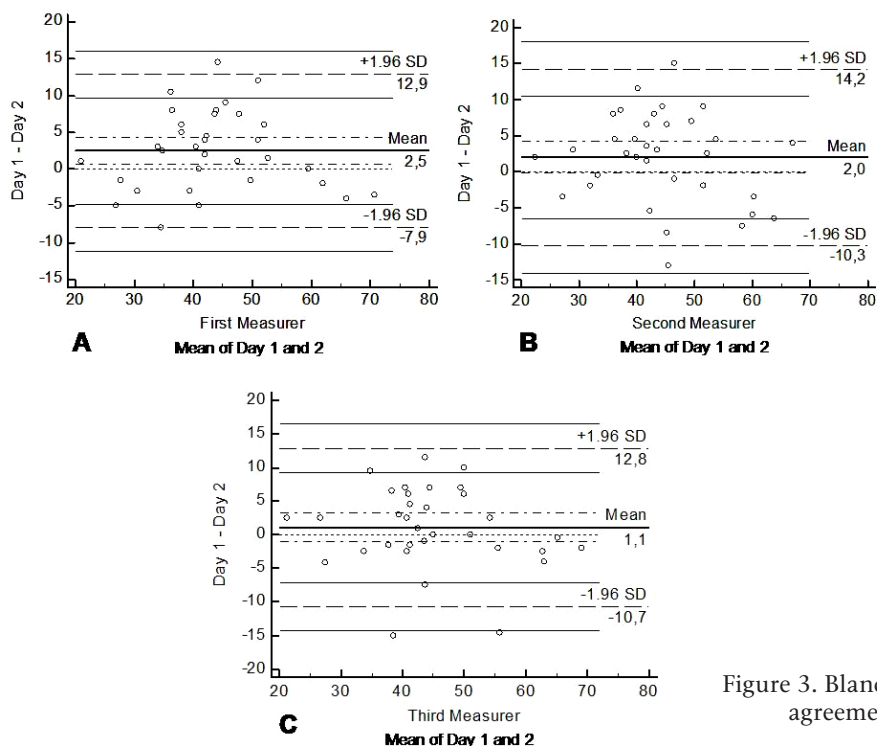 20
15
10
5
0
-5
-10
-15
Day 1 - Day 2
+1.96 SD
12,9
Mean
2,5
-1.96 SD
-7,9
20 30 40 50 60 70 80
First Measurer
A
Mean of Day 1 and 2
20
15
10
5
0
-5
-10
-15
Day 1 - Day 2
+1.96 SD
14,2
Mean
2,0
-1.96 SD
-10,3
20 30 40 50 60 70 80
Second Measurer
B
Mean of Day 1 and 2
20
15
10
5
0
-5
-10
-15
-20
Day 1 - Day 2
+1.96 SD
12,8
Mean
1,1
-1.96 SD
-10,7
20 30 40 50 60 70 80
Third Measurer
C
Mean of Day 1 and 2
Figure 3. Bland
agreeme